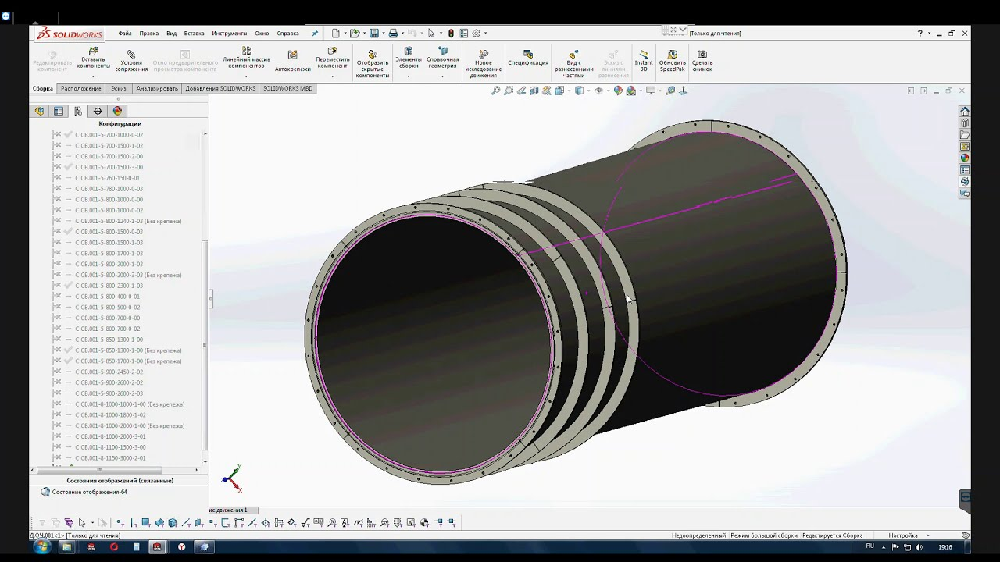 SOLIDWORKS
Файл Правка Вид Вставка Инструменты Окно Справка
[Только для чтения]
Редактировать компонент
Вставить компоненты
Условия сопряжения
Окно предварительного просмотра компонента
Линейный массив компонентов
Автокрепежи
Переместить компонент
Отобразить скрытые компоненты
Элементы сборки
Справочная геометрия
Новое исследование движения
Спецификация
Вид с разнесенными частями
Эскиз с линиями разнесения
Instant 3D
Обновить SpeedPak
Сделать снимок
Сборка Расположение Эскиз Анализировать Добавления SOLIDWORKS SOLIDWORKS MBD
Конфигурации
С.СВ.001-5-700-1000-0-02
С.СВ.001-5-700-1500-1-02
С.СВ.001-5-700-1500-2-00
С.СВ.001-5-700-1500-3-00
С.СВ.001-5-760-150-0-01
С.СВ.001-5-780-1000-0-03
С.СВ.001-5-800-1000-0-00
С.СВ.001-5-800-1000-0-02
С.СВ.001-5-800-1240-1-03 (Без крепежа)
С.СВ.001-5-800-1500-0-03
С.СВ.001-5-800-1500-1-03
С.СВ.001-5-800-1700-1-03
С.СВ.001-5-800-2000-1-03
С.СВ.001-5-800-2000-3-03 (Без крепежа)
С.СВ.001-5-800-2300-1-03
С.СВ.001-5-800-400-0-01
С.СВ.001-5-800-500-0-02
С.СВ.001-5-800-700-0-00
С.СВ.001-5-800-700-0-02
С.СВ.001-5-850-1300-1-00
С.СВ.001-5-850-1300-1-00 (Без крепежа)
С.СВ.001-5-850-1700-1-00 (Без крепежа)
С.СВ.001-5-900-2450-2-02
С.СВ.001-5-900-2600-2-02
С.СВ.001-5-900-2600-2-03
С.СВ.001-8-1000-1800-1-00 (Без крепежа)
С.СВ.001-8-1000-1800-1-02
С.СВ.001-8-1000-2000-1-00 (Без крепежа)
С.СВ.001-8-1000-2000-3-01
С.СВ.001-8-1100-1500-3-00
С.СВ.001-8-1150-3000-2-01
Состояния отображений (связанные)
Состояние отображения-64
Y
Z
X
ие движения 1
Д.ОЧ.001<1> [Только для чтения]
Недоопределенный Режим большой сборки Редактируется Сборка Настройка
RU 19:16